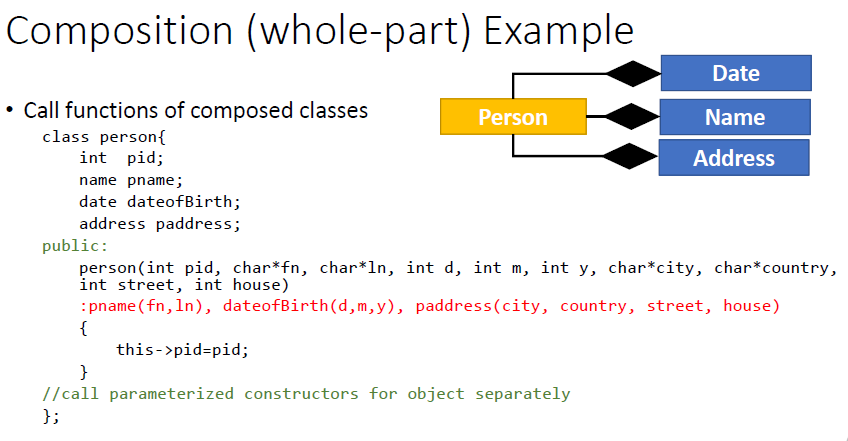 Composition (whole-part) Example
Date
Person
Name
Address
• Call functions of composed classes
class person{
int  pid;
name pname;
date dateofBirth;
address paddress;
public:
person(int pid, char*fn, char*ln, int d, int m, int y, char*city, char*country,
int street, int house)
:pname(fn,ln), dateofBirth(d,m,y), paddress(city, country, street, house)
{
this->pid=pid;
}
//call parameterized constructors for object separately
};